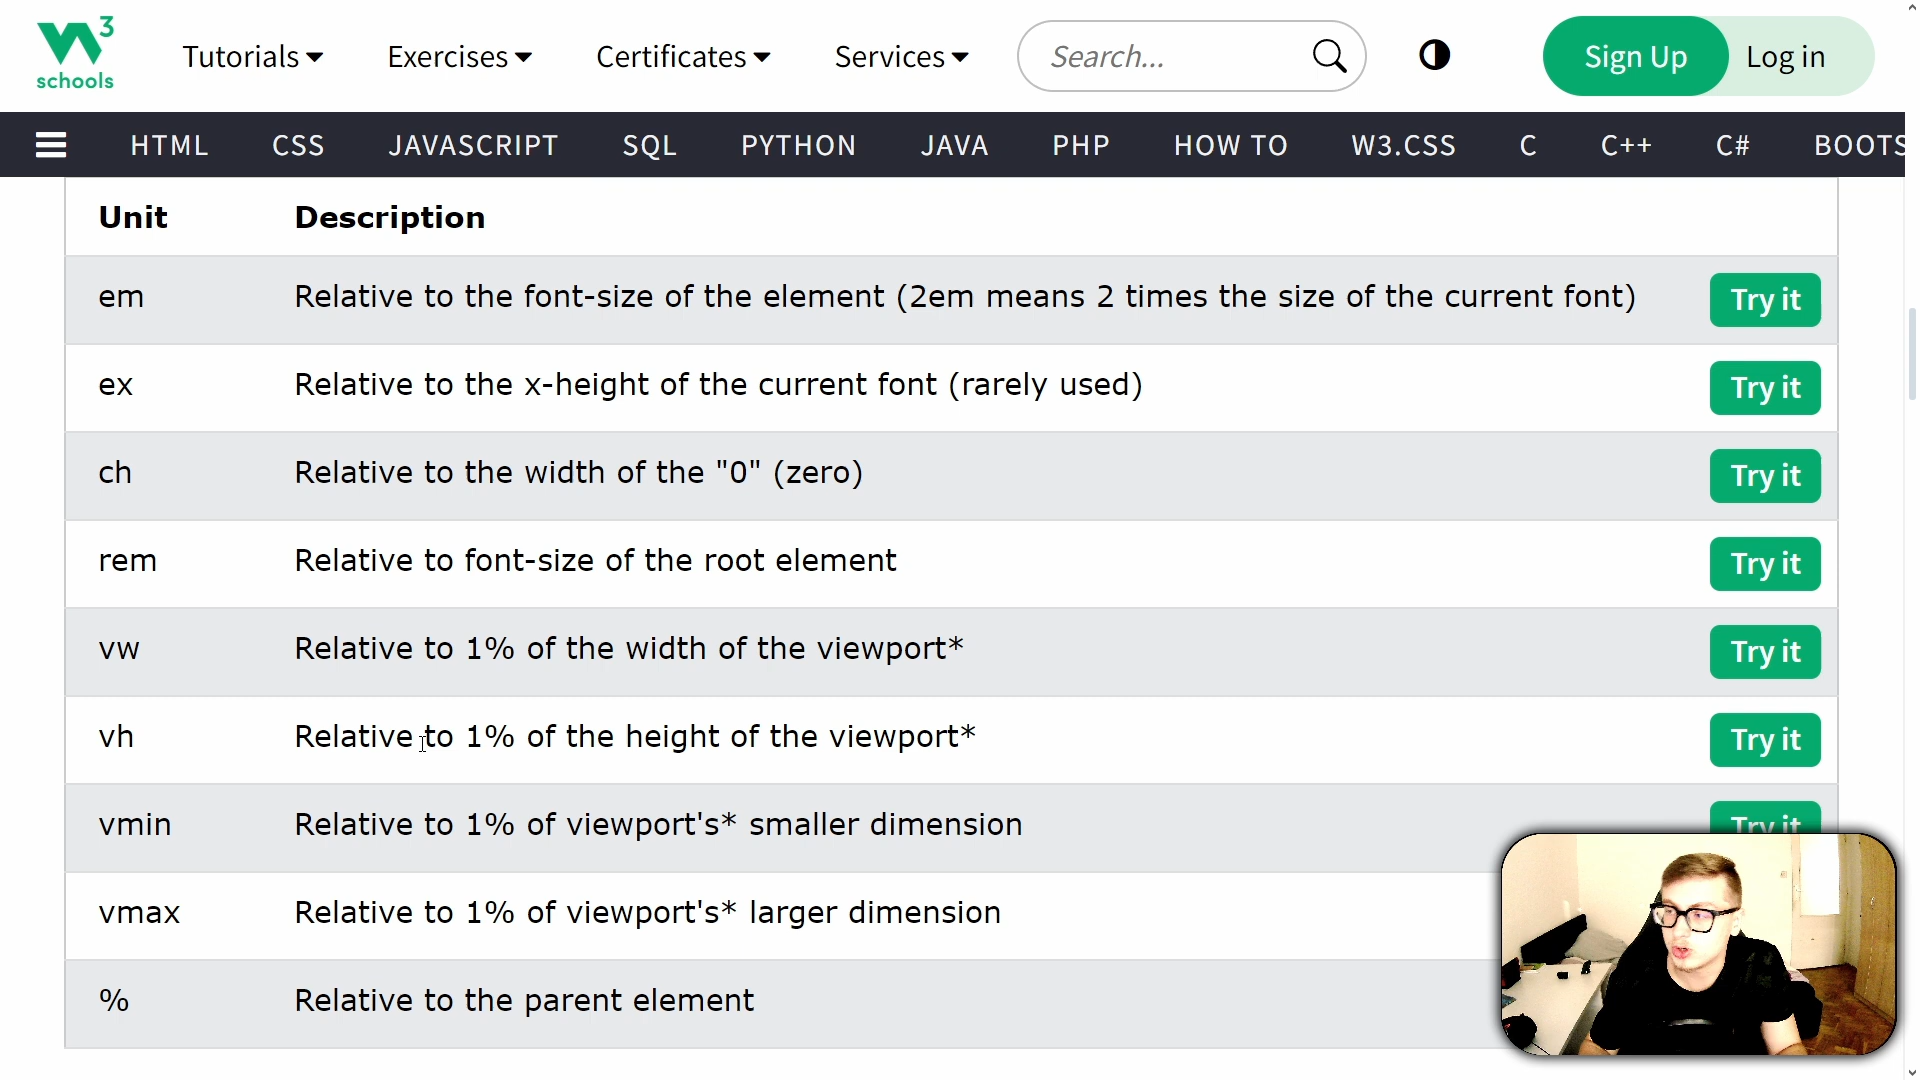 3
schools
Tutorials Exercises Certificates Services Search... Sign Up Log in
HTML CSS JAVASCRIPT SQL PYTHON JAVA PHP HOW TO W3.CSS C C++ C# BOOTS
Unit Description
em Relative to the font-size of the element (2em means 2 times the size of the current font) Try it
ex Relative to the x-height of the current font (rarely used) Try it
ch Relative to the width of the "0" (zero) Try it
rem Relative to font-size of the root element Try it
vw Relative to 1% of the width of the viewport* Try it
vh Relative to 1% of the height of the viewport* Try it
vmin Relative to 1% of viewport's* smaller dimension Try it
vmax Relative to 1% of viewport's* larger dimension
% Relative to the parent element